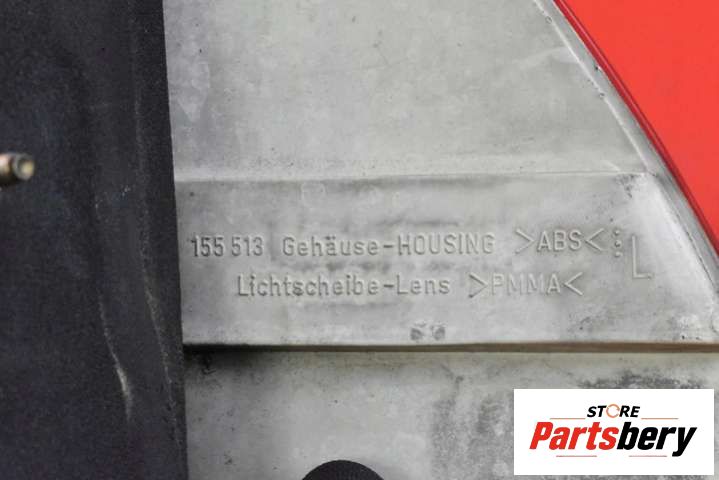 155 513 Gehäuse-HOUSING >ABS<
L
Lichtscheibe-Lens >PMMA<
STORE
Partsbery